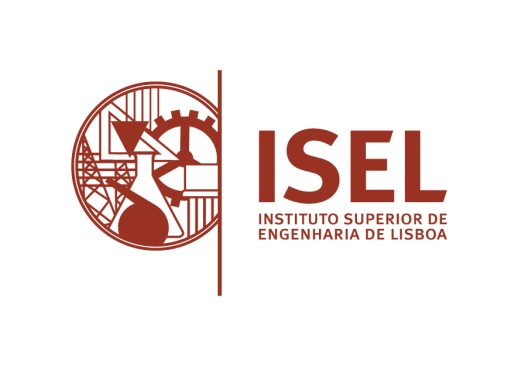 ISEL
INSTITUTO SUPERIOR DE
ENGENHARIA DE LISBOA